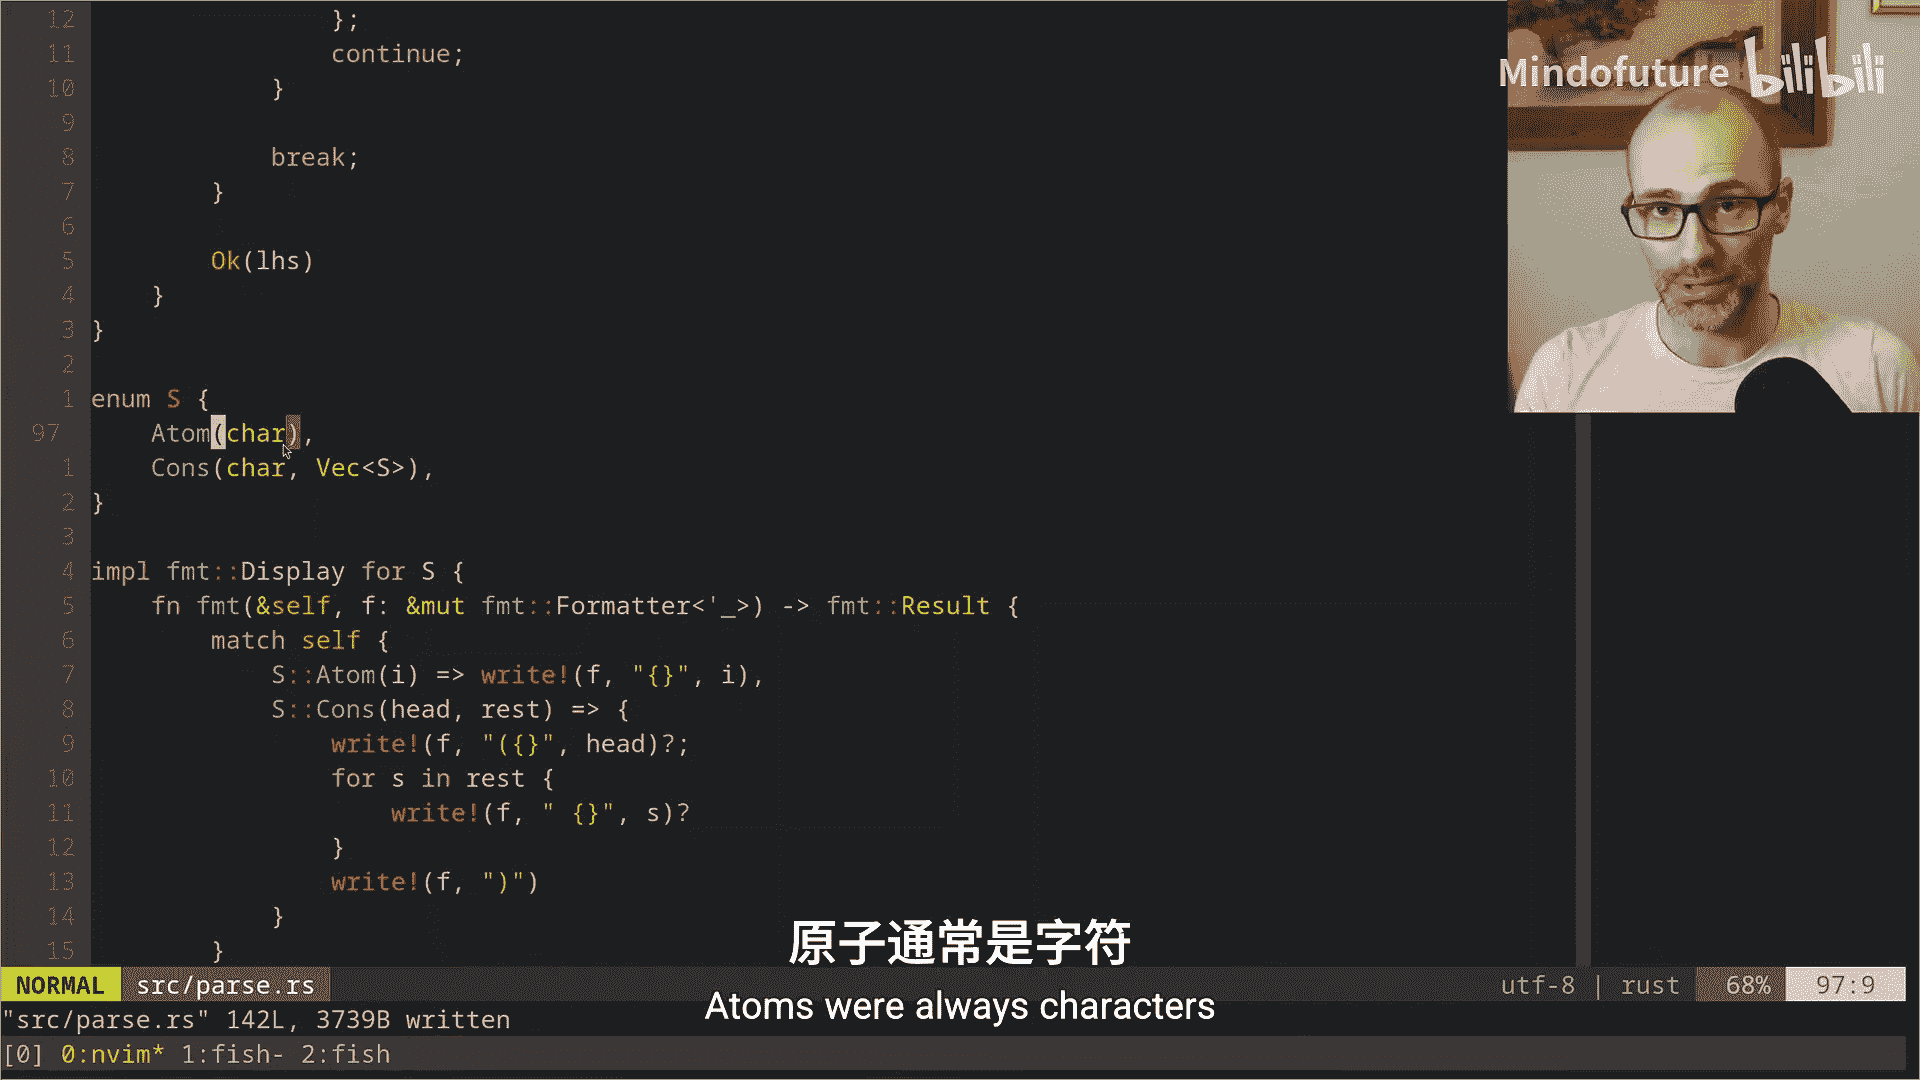 12                 };
11                 continue;
10             }
9
8             break;
7         }
6
5         Ok(lhs)
4     }
3 }
2
1 enum S {
97     Atom(char),
1     Cons(char, Vec<S>),
2 }
3
4 impl fmt::Display for S {
5     fn fmt(&self, f: &mut fmt::Formatter<'_>) -> fmt::Result {
6         match self {
7             S::Atom(i) => write!(f, "{}", i),
8             S::Cons(head, rest) => {
9                 write!(f, "({}", head)?;
10                 for s in rest {
11                     write!(f, " {}", s)?
12                 }
13                 write!(f, ")")
14             }
15         }
Mindofuture bilibili
原子通常是字符
Atoms were always characters
NORMAL src/parse.rs utf-8 | rust 68% 97:9
"src/parse.rs" 142L, 3739B written
[0] 0:nvim* 1:fish- 2:fish